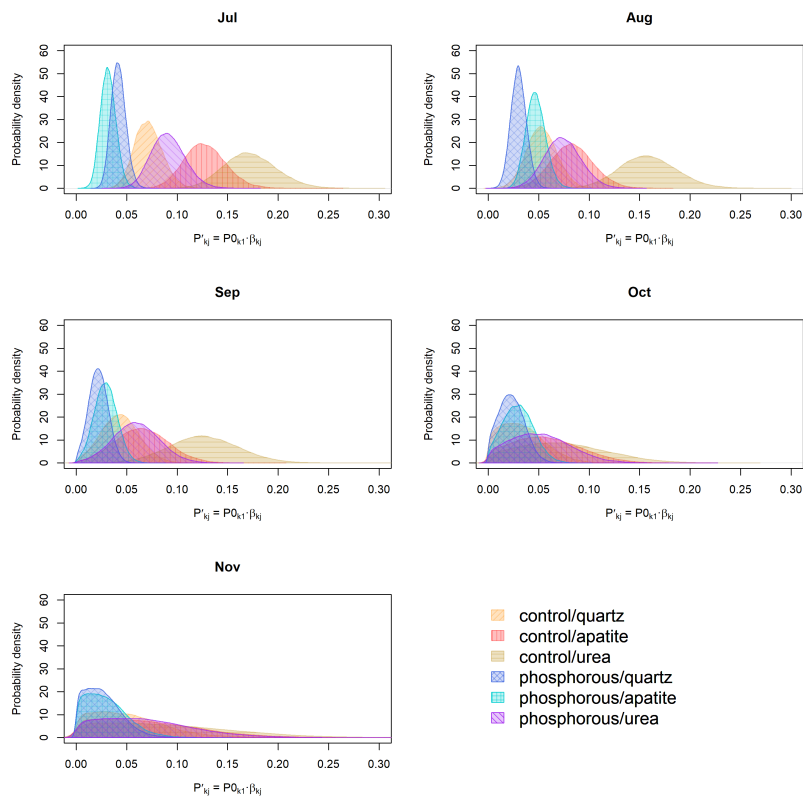 Jul
Probability density
60
50
40
30
20
10
0
0.00 0.05 0.10 0.15 0.20 0.25 0.30
P'kj = P0k1·βkj
Aug
Probability density
60
50
40
30
20
10
0
0.00 0.05 0.10 0.15 0.20 0.25 0.30
P'kj = P0k1·βkj
Sep
Probability density
60
50
40
30
20
10
0
0.00 0.05 0.10 0.15 0.20 0.25 0.30
P'kj = P0k1·βkj
Oct
Probability density
60
50
40
30
20
10
0
0.00 0.05 0.10 0.15 0.20 0.25 0.30
P'kj = P0k1·βkj
Nov
Probability density
60
50
40
30
20
10
0
0.00 0.05 0.10 0.15 0.20 0.25 0.30
P'kj = P0k1·βkj
control/quartz
control/apatite
control/urea
phosphorous/quartz
phosphorous/apatite
phosphorous/urea